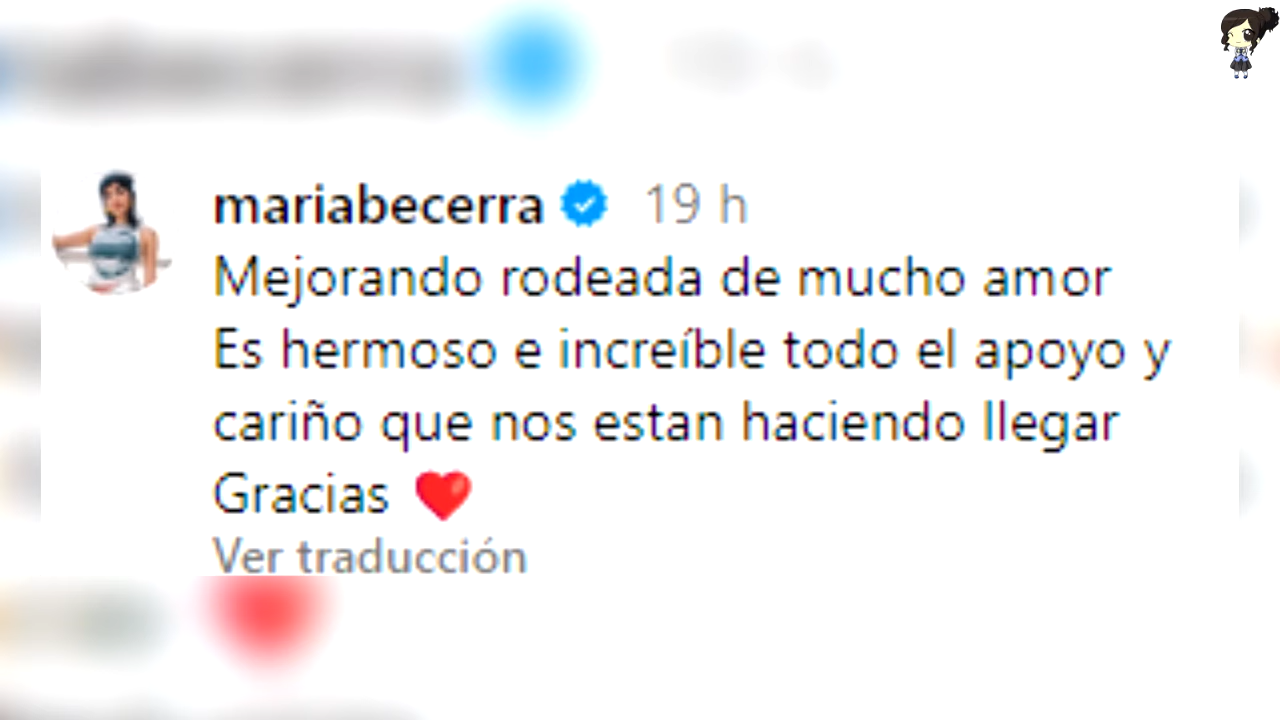 mariabecerra 19 h
Mejorando rodeada de mucho amor
Es hermoso e increíble todo el apoyo y
cariño que nos estan haciendo llegar
Gracias ❤️
Ver traducción